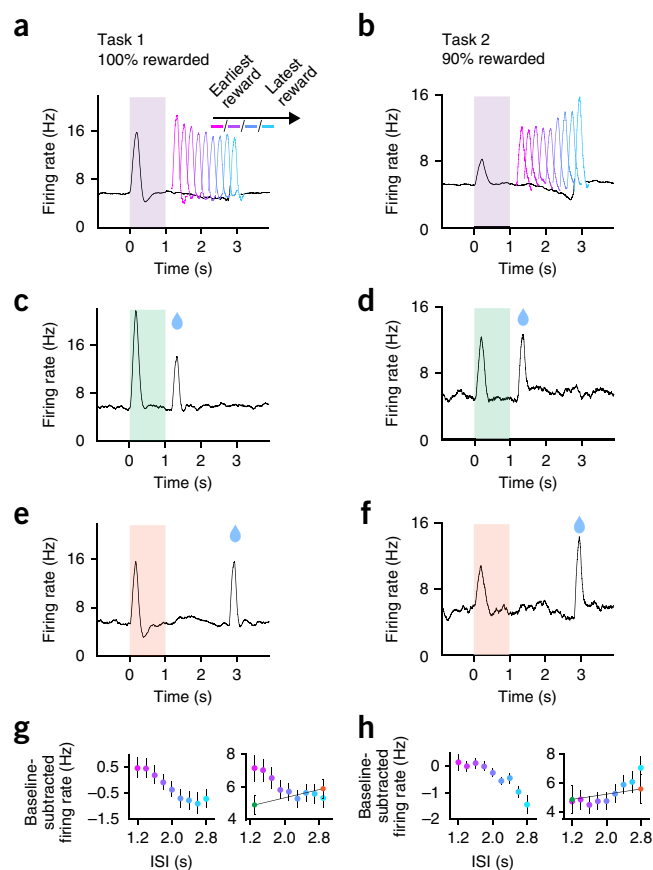 a
Task 1
100% rewarded
Earliest reward
Latest reward
Firing rate (Hz)
16
8
0
0 1 2 3
Time (s)
b
Task 2
90% rewarded
Firing rate (Hz)
16
12
8
4
0
0 1 2 3
Time (s)
c
Firing rate (Hz)
16
8
0
0 1 2 3
Time (s)
d
Firing rate (Hz)
16
12
8
4
0
0 1 2 3
Time (s)
e
Firing rate (Hz)
16
8
0
0 1 2 3
Time (s)
f
Firing rate (Hz)
16
12
8
4
0
0 1 2 3
Time (s)
g
Baseline-
subtracted
firing rate (Hz)
0.5
–0.5
–1.5
1.2 2.0 2.8
8
6
4
1.2 2.0 2.8
ISI (s)
h
Baseline-
subtracted
firing rate (Hz)
0
–1
–2
1.2 2.0 2.8
8
6
4
1.2 2.0 2.8
ISI (s)